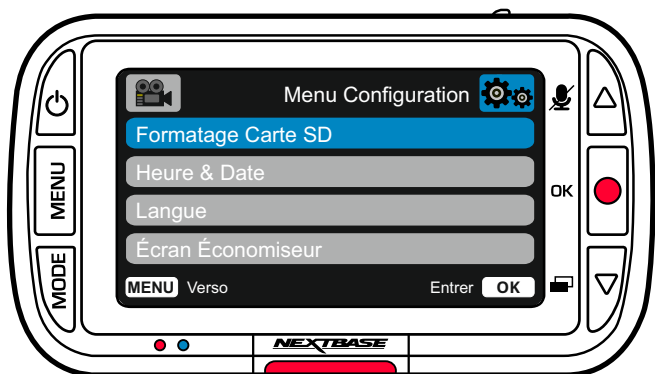 Menu Configuration
Formatage Carte SD
Heure & Date
Langue
Écran Économiseur
MENU Verso Entrer OK
MENU
MODE
OK
NEXTBASE